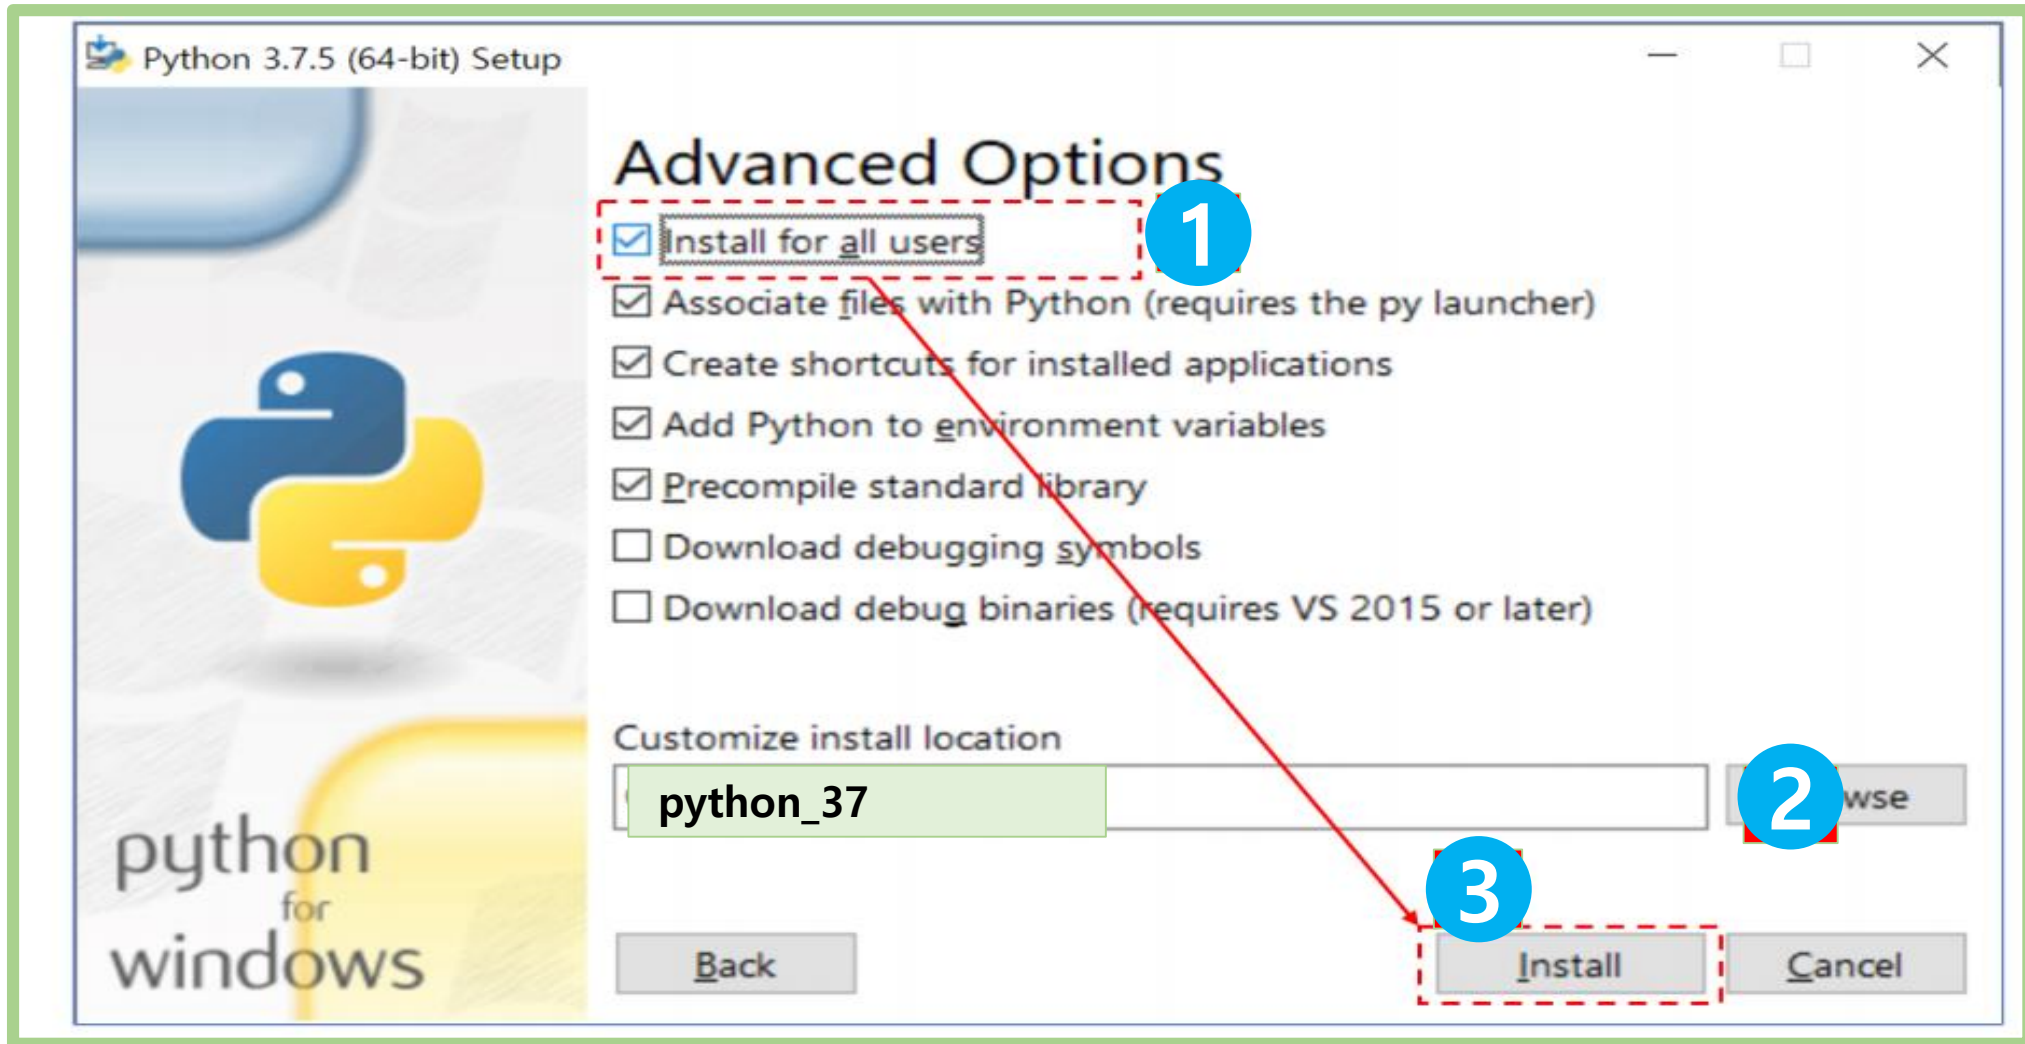 Python 3.7.5 (64-bit) Setup
Advanced Options
1
Install for all users
Associate files with Python (requires the py launcher)
Create shortcuts for installed applications
Add Python to environment variables
Precompile standard library
Download debugging symbols
Download debug binaries (requires VS 2015 or later)
Customize install location
python_37
2
wse
3
Back
Install
Cancel
python
for
windows